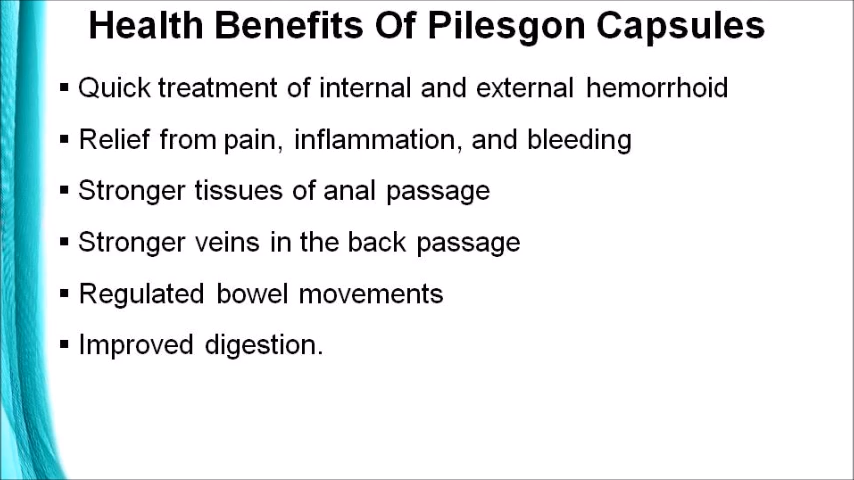 Health Benefits Of Pilesgon Capsules
▪ Quick treatment of internal and external hemorrhoid
▪ Relief from pain, inflammation, and bleeding
▪ Stronger tissues of anal passage
▪ Stronger veins in the back passage
▪ Regulated bowel movements
▪ Improved digestion.